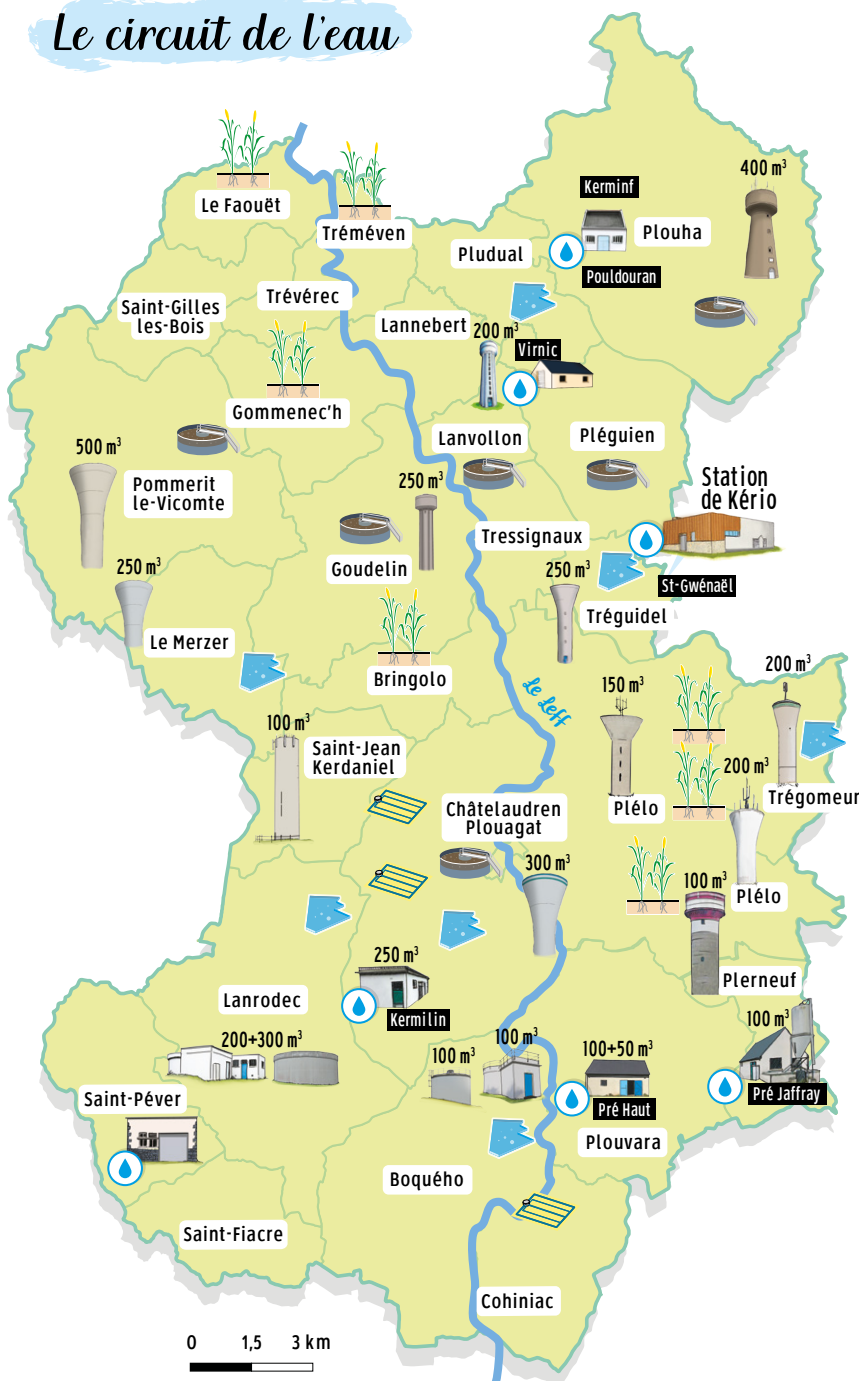 Le circuit de l'eau
400 m³
Le Faouët
Kerminf
Tréméven
Plouha
Pludual
Pouldouran
Trévérec
Saint-Gilles
les-Bois
Lannebert
200 m³
Virnic
Gommenec'h
Lanvollon
Pléguien
500 m³
Pommerit
le-Vicomte
250 m³
Station
de Kério
Tressignaux
Goudelin
250 m³
250 m³
St-Gwénaël
Tréguidel
Le Merzer
Bringolo
200 m³
150 m³
Le Leff
100 m³
Saint-Jean
Kerdaniel
200 m³
Trégomeur
Châtelaudren
Plouagat
Plélo
300 m³
100 m³
Plélo
250 m³
Plerneuf
Lanrodec
Kermilin
100 m³
200+300 m³
100 m³
100 m³
100+50 m³
Saint-Péver
Pré Haut
Pré Jaffray
Plouvara
Boquého
Saint-Fiacre
Cohiniac
0 1,5 3 km